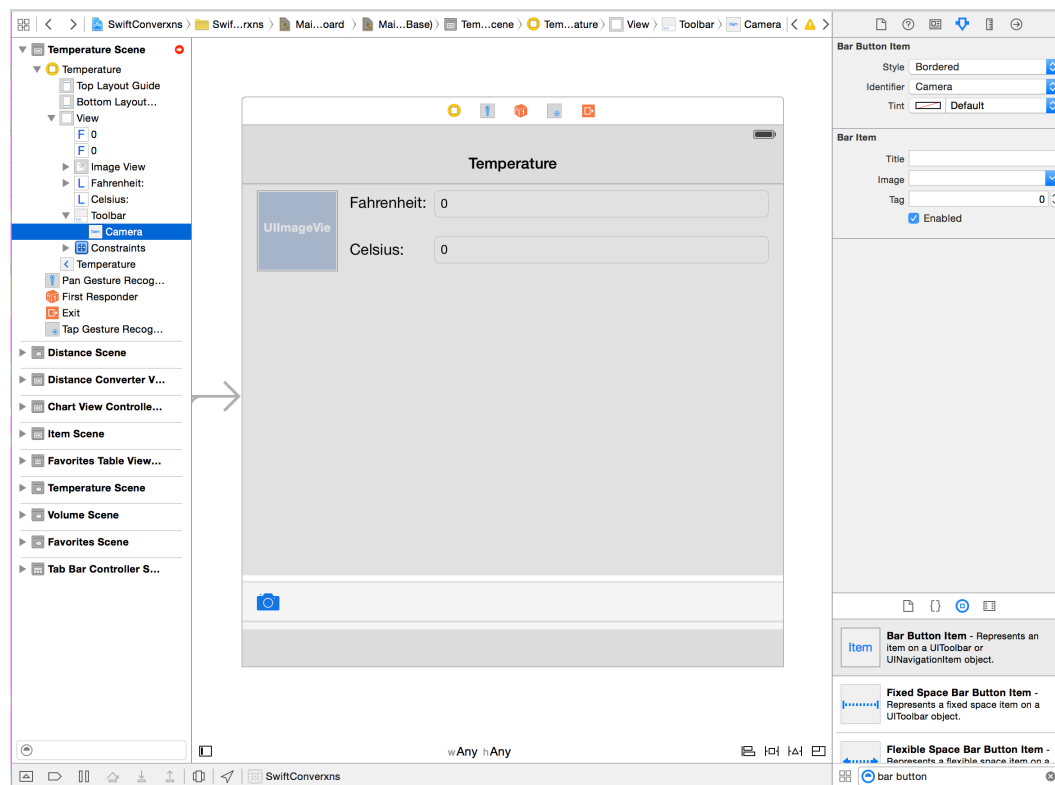 SwiftConverxns
Swif...rxns
Mai...oard
Mai...Base)
Tem...cene
Tem...ature
View
Toolbar
Camera
Temperature Scene
Temperature
Top Layout Guide
Bottom Layout...
View
F 0
F 0
Image View
L Fahrenheit:
L Celsius:
Toolbar
Camera
Constraints
Temperature
Pan Gesture Recog...
First Responder
Exit
Tap Gesture Recog...
Distance Scene
Distance Converter V...
Chart View Controlle...
Item Scene
Favorites Table View...
Temperature Scene
Volume Scene
Favorites Scene
Tab Bar Controller S...
Temperature
UIImageVie
Fahrenheit: 0
Celsius: 0
wAny hAny
SwiftConverxns
Bar Button Item
Style Bordered
Identifier Camera
Tint Default
Bar Item
Title
Image
Tag 0
Enabled
{}
Item
Bar Button Item - Represents an
item on a UIToolbar or
UINavigationItem object.
Fixed Space Bar Button Item -
Represents a fixed space item on a
UIToolbar object.
Flexible Space Bar Button Item -
Represents a flexible space item on a
bar button